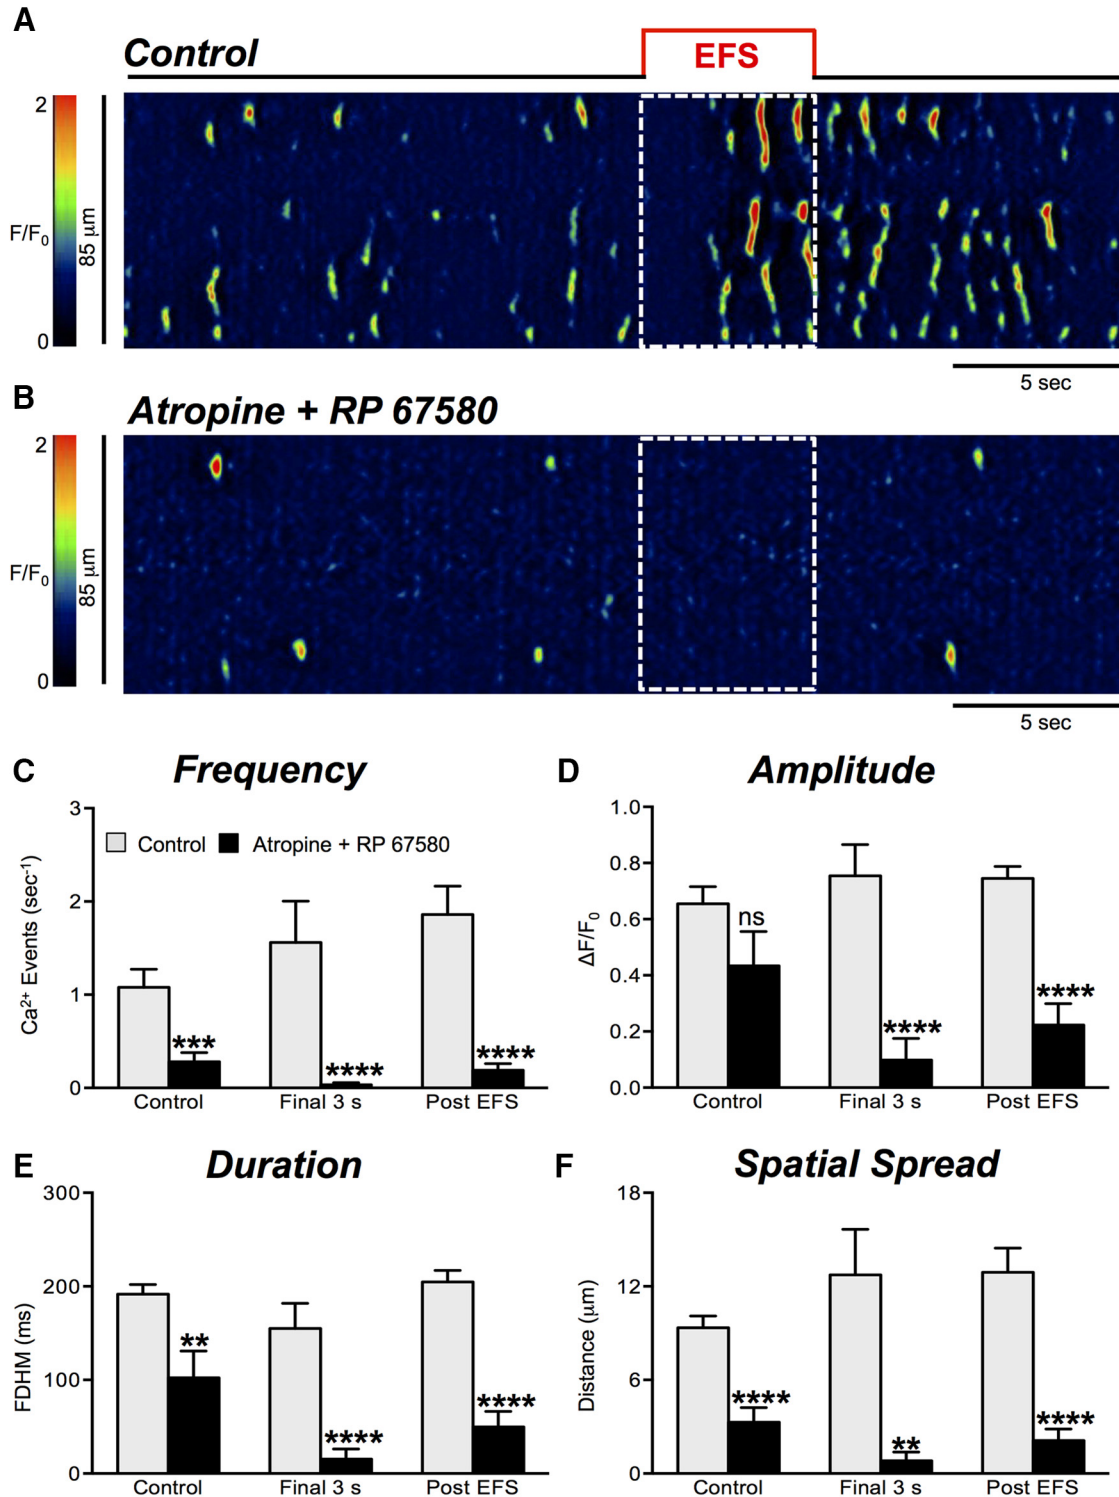 A
Control
EFS
2
F/F0
85 μm
0
5 sec
B
Atropine + RP 67580
2
F/F0
85 μm
0
5 sec
C
Frequency
3
2
1
0
Ca2+ Events (sec-1)
Control
Atropine + RP 67580
***
****
****
Control
Final 3 s
Post EFS
D
Amplitude
1.0
0.8
0.6
0.4
0.2
0.0
ΔF/F0
ns
****
****
Control
Final 3 s
Post EFS
E
Duration
300
200
100
0
FDHM (ms)
**
****
****
Control
Final 3 s
Post EFS
F
Spatial Spread
18
12
6
0
Distance (μm)
****
**
****
Control
Final 3 s
Post EFS